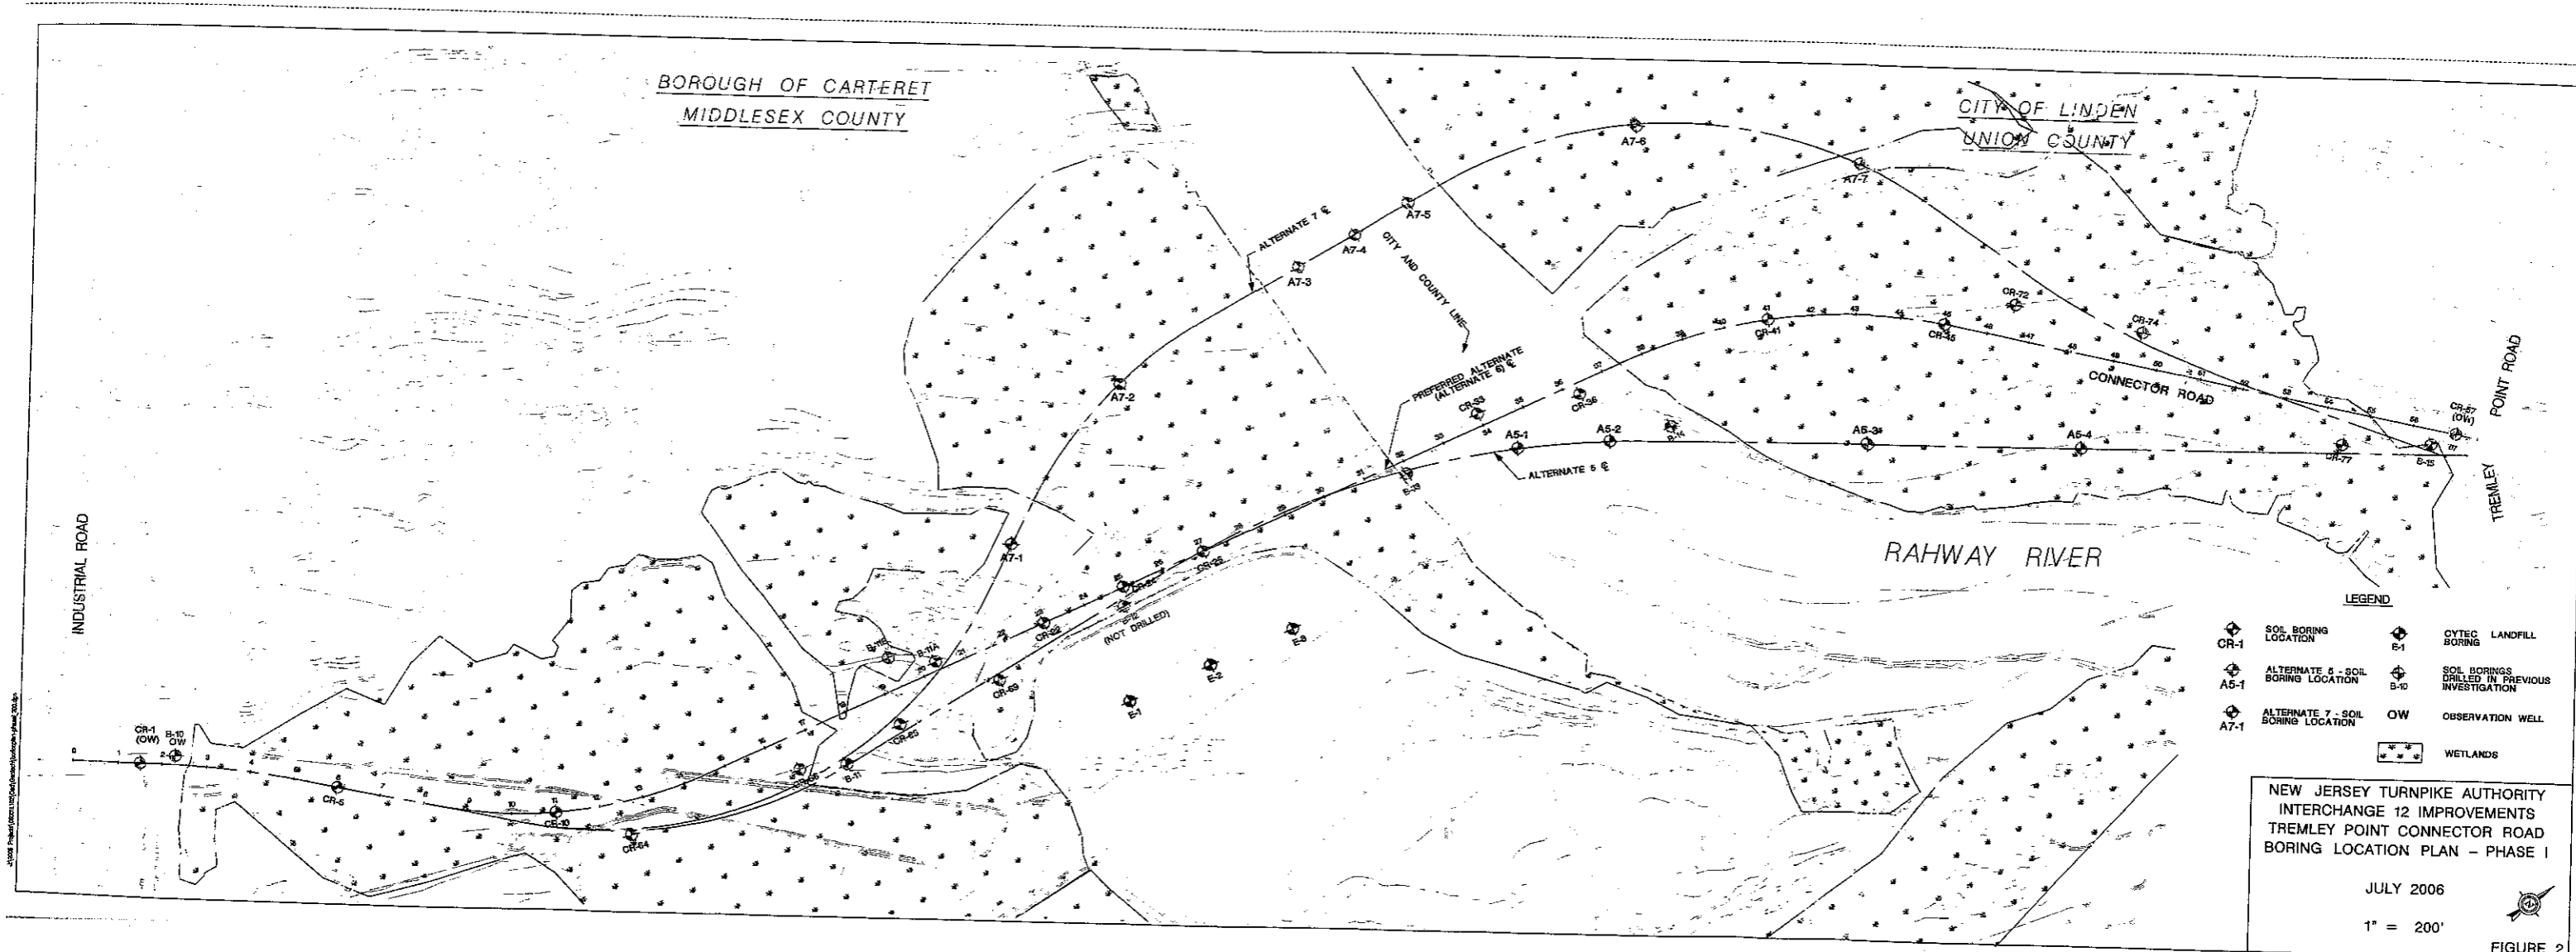 BOROUGH OF CARTERET
MIDDLESEX COUNTY
CITY OF LINDEN
UNION COUNTY
A7-6
A7-7
A7-5
ALTERNATE 7 ℄
A7-4
CITY AND COUNTY LINE
A7-3
CR-72
CR-74
CR-41
CR-45
A7-2
PREFERRED ALTERNATE
(ALTERNATE 6) ℄
CONNECTOR ROAD
CR-33
CR-36
A5-1
A5-2
B-14
A5-3
A5-4
CR-77
B-15
CR-57
(OW)
TREMLEY POINT ROAD
ALTERNATE 5 ℄
INDUSTRIAL ROAD
A7-1
RAHWAY RIVER
CR-22
(NOT DRILLED)
B-11A
CR-69
E-3
E-2
E-1
B-11
CR-1
(OW)
B-10
OW
CR-5
CR-10
CR-64
LEGEND
CR-1
SOIL BORING
LOCATION
E-1
CYTEC LANDFILL
BORING
A5-1
ALTERNATE 5 - SOIL
BORING LOCATION
B-10
SOIL BORINGS
DRILLED IN PREVIOUS
INVESTIGATION
A7-1
ALTERNATE 7 - SOIL
BORING LOCATION
OW
OBSERVATION WELL
WETLANDS
NEW JERSEY TURNPIKE AUTHORITY
INTERCHANGE 12 IMPROVEMENTS
TREMLEY POINT CONNECTOR ROAD
BORING LOCATION PLAN - PHASE I
JULY 2006
1" = 200'
FIGURE 2